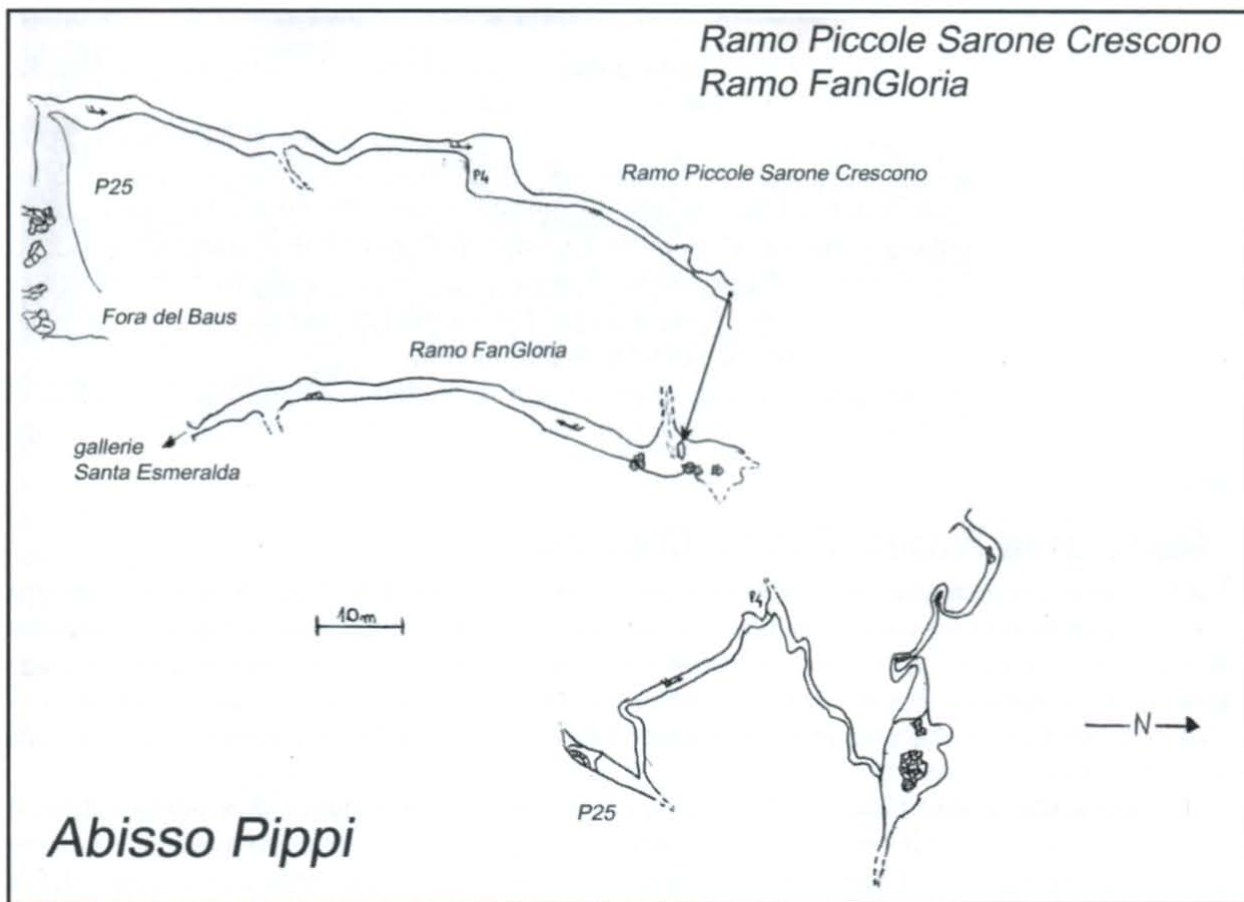 Ramo Piccole Sarone Crescono
Ramo FanGloria
P25
P4
Ramo Piccole Sarone Crescono
Fora del Baus
Ramo FanGloria
gallerie
Santa Esmeralda
10m
P4
N
P25
Abisso Pippi